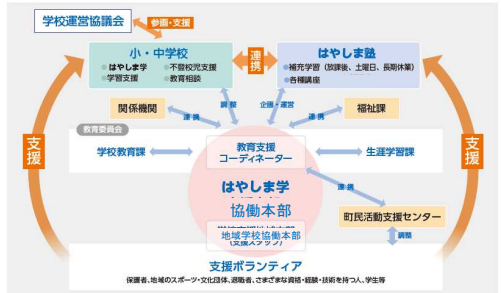 学校運営協議会
参画・支援
小・中学校
●はやしま学 ●不登校児支援
●学習支援 ●教育相談
連携
はやしま塾
●補充学習（放課後、土曜日、長期休業）
●各種講座
調整
企画・運営
関係機関
連携
連携
福祉課
教育委員会
学校教育課
教育支援
コーディネーター
生涯学習課
支援
支援
はやしま学
協働本部
地域学校協働本部
（支援スタッフ）
連携
町民活動支援センター
調整
支援ボランティア
保護者、地域のスポーツ・文化団体、退職者、さまざまな資格・経験・技術を持つ人、学生等